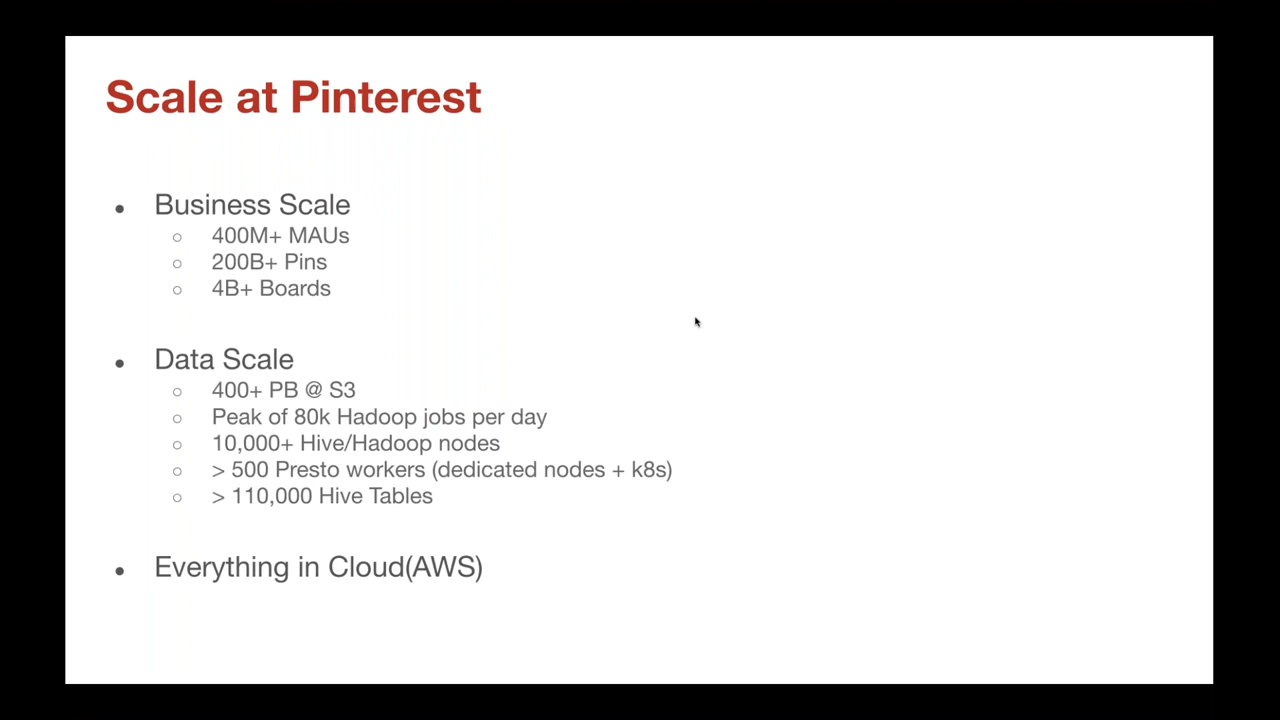 Scale at Pinterest
● Business Scale
○ 400M+ MAUs
○ 200B+ Pins
○ 4B+ Boards
● Data Scale
○ 400+ PB @ S3
○ Peak of 80k Hadoop jobs per day
○ 10,000+ Hive/Hadoop nodes
○ > 500 Presto workers (dedicated nodes + k8s)
○ > 110,000 Hive Tables
● Everything in Cloud(AWS)